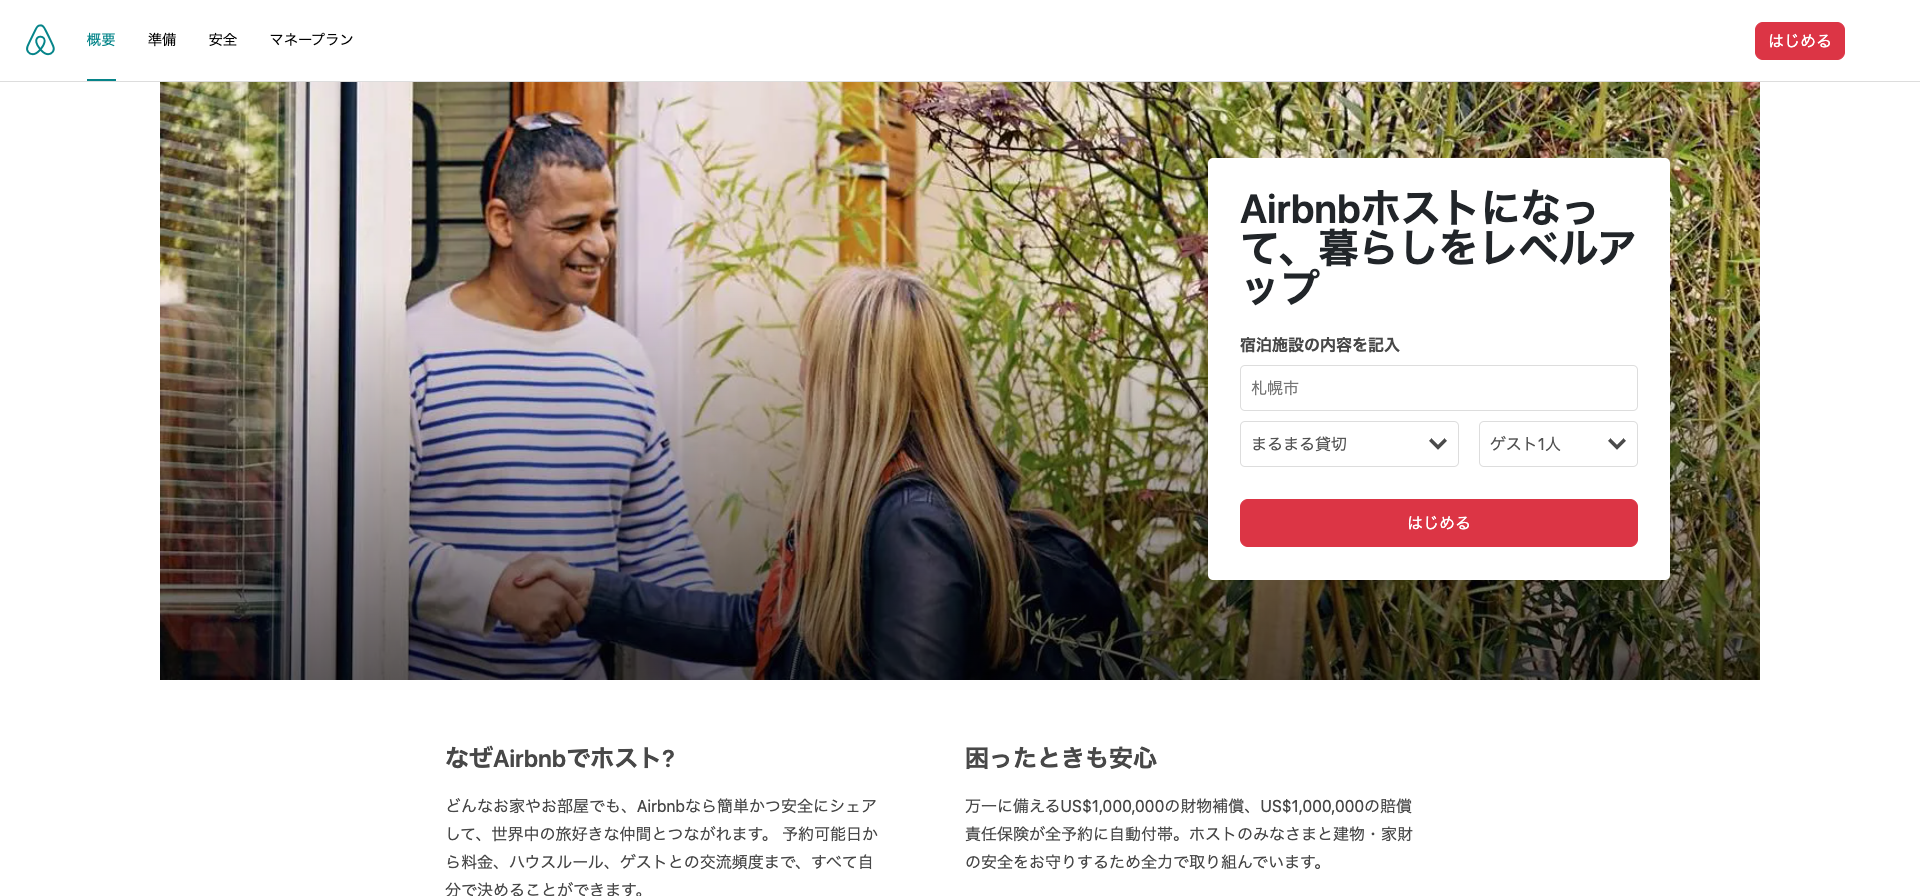 概要
準備
安全
マネープラン
はじめる
Airbnbホストになっ
て、暮らしをレベルア
ップ
宿泊施設の内容を記入
札幌市
まるまる貸切
ゲスト1人
はじめる
なぜAirbnbでホスト?
どんなお家やお部屋でも、Airbnbなら簡単かつ安全にシェア
して、世界中の旅好きな仲間とつながれます。 予約可能日か
ら料金、ハウスルール、ゲストとの交流頻度まで、すべて自
分で決めることができます。
困ったときも安心
万一に備えるUS$1,000,000の財物補償、US$1,000,000の賠償
責任保険が全予約に自動付帯。ホストのみなさまと建物・家財
の安全をお守りするため全力で取り組んでいます。